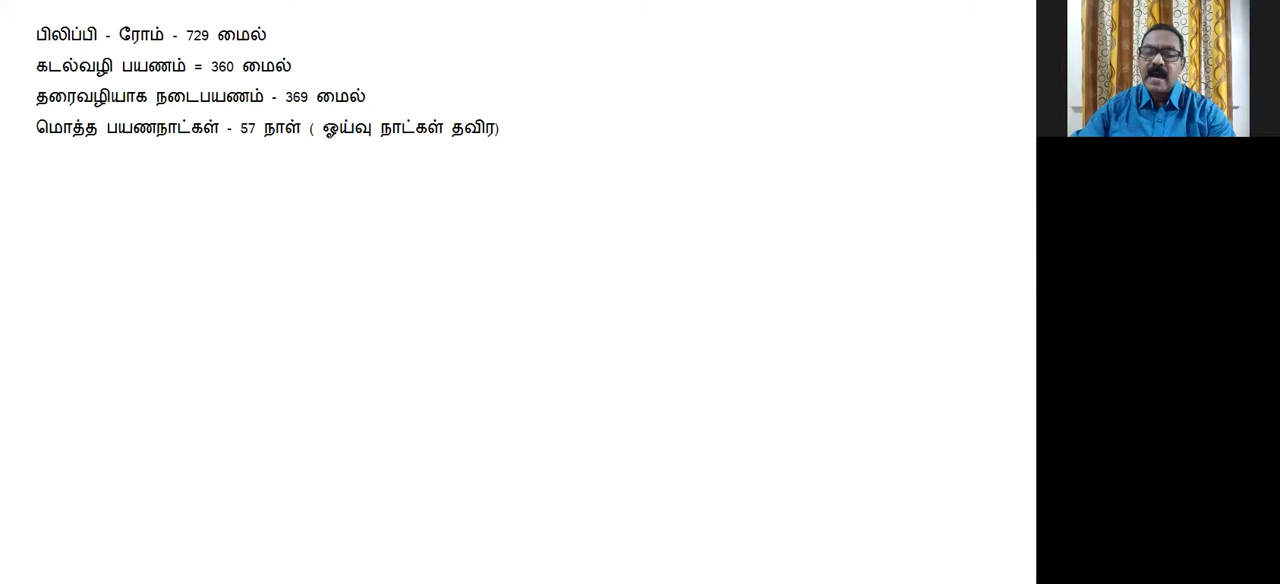 பிலிப்பி - ரோம் - 729 மைல்
கடல்வழி பயணம் = 360 மைல்
தரைவழியாக நடைபயணம் - 369 மைல்
மொத்த பயணநாட்கள் - 57 நாள் ( ஓய்வு நாட்கள் தவிர)